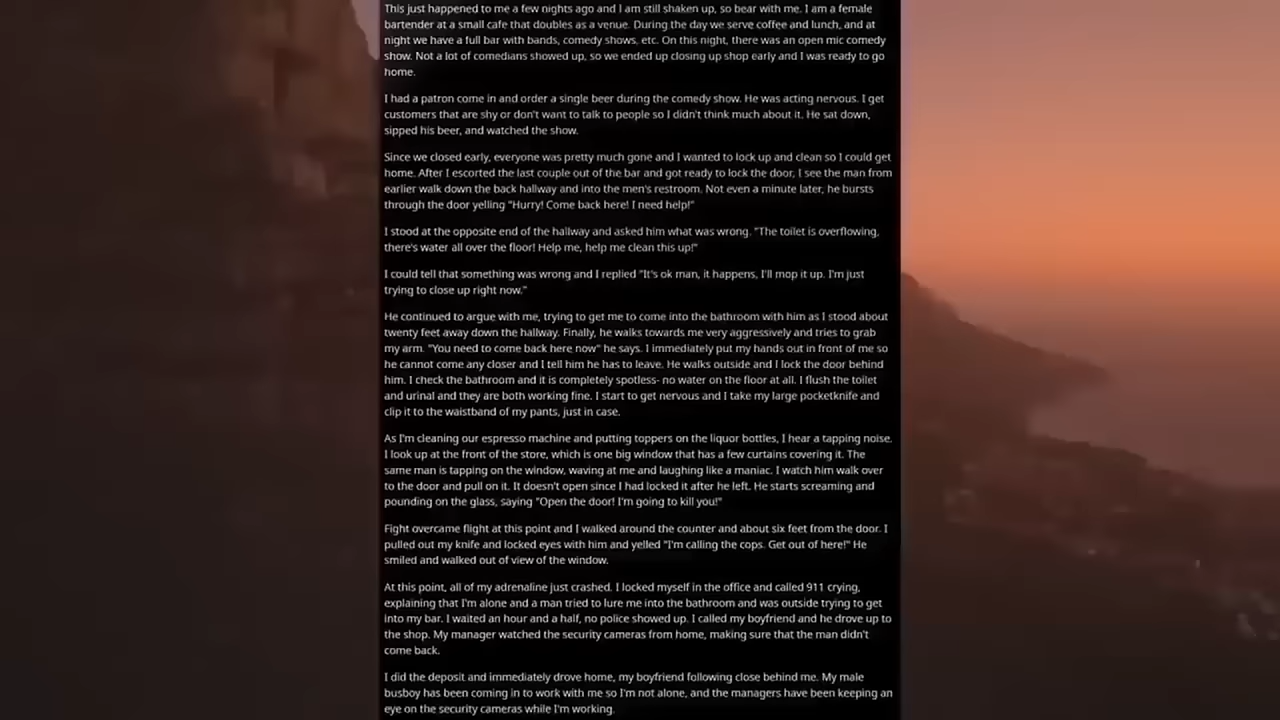 This just happened to me a few nights ago and I am still shaken up, so bear with me. I am a female
bartender at a small cafe that doubles as a venue. During the day we serve coffee and lunch, and at
night we have a full bar with bands, comedy shows, etc. On this night, there was an open mic comedy
show. Not a lot of comedians showed up, so we ended up closing up shop early and I was ready to go
home.
I had a patron come in and order a single beer during the comedy show. He was acting nervous. I get
customers that are shy or don't want to talk to people so I didn't think much about it. He sat down,
sipped his beer, and watched the show.
Since we closed early, everyone was pretty much gone and I wanted to lock up and clean so I could get
home. After I escorted the last couple out of the bar and got ready to lock the door, I see the man from
earlier walk down the back hallway and into the men's restroom. Not even a minute later, he bursts
through the door yelling "Hurry! Come back here! I need help!"
I stood at the opposite end of the hallway and asked him what was wrong. "The toilet is overflowing,
there's water all over the floor! Help me, help me clean this up!"
I could tell that something was wrong and I replied "It's ok man, it happens, I'll mop it up. I'm just
trying to close up right now."
He continued to argue with me, trying to get me to come into the bathroom with him as I stood about
twenty feet away down the hallway. Finally, he walks towards me very aggressively and tries to grab
my arm. "You need to come back here now" he says. I immediately put my hands out in front of me so
he cannot come any closer and I tell him he has to leave. He walks outside and I lock the door behind
him. I check the bathroom and it is completely spotless- no water on the floor at all. I flush the toilet
and urinal and they are both working fine. I start to get nervous and I take my large pocketknife and
clip it to the waistband of my pants, just in case.
As I'm cleaning our espresso machine and putting toppers on the liquor bottles, I hear a tapping noise.
I look up at the front of the store, which is one big window that has a few curtains covering it. The
same man is tapping on the window, waving at me and laughing like a maniac. I watch him walk over
to the door and pull on it. It doesn't open since I had locked it after he left. He starts screaming and
pounding on the glass, saying "Open the door! I'm going to kill you!"
Fight overcame flight at this point and I walked around the counter and about six feet from the door. I
pulled out my knife and locked eyes with him and yelled "I'm calling the cops. Get out of here!" He
smiled and walked out of view of the window.
At this point, all of my adrenaline just crashed. I locked myself in the office and called 911 crying,
explaining that I'm alone and a man tried to lure me into the bathroom and was outside trying to get
into my bar. I waited an hour and a half, no police showed up. I called my boyfriend and he drove up to
the shop. My manager watched the security cameras from home, making sure that the man didn't
come back.
I did the deposit and immediately drove home, my boyfriend following close behind me. My male
busboy has been coming in to work with me so I'm not alone, and the managers have been keeping an
eye on the security cameras while I'm working.